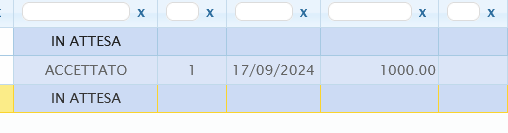 x x x x x
IN ATTESA
ACCETTATO 1 17/09/2024 1000.00
IN ATTESA